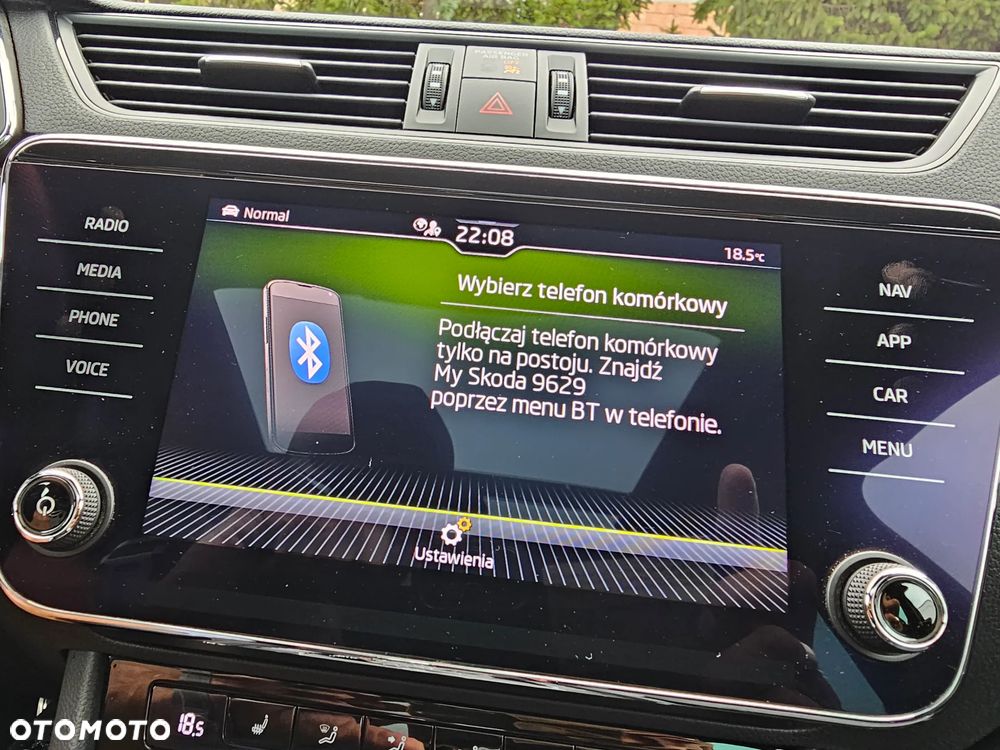 PASSENGER
AIR BAG
OFF
RADIO
MEDIA
PHONE
VOICE
Normal
22:08
18.5°C
Wybierz telefon komórkowy
Podłączaj telefon komórkowy
tylko na postoju. Znajdź
My Skoda 9629
poprzez menu BT w telefonie.
Ustawienia
NAV
APP
CAR
MENU
18.5
OTOMOTO